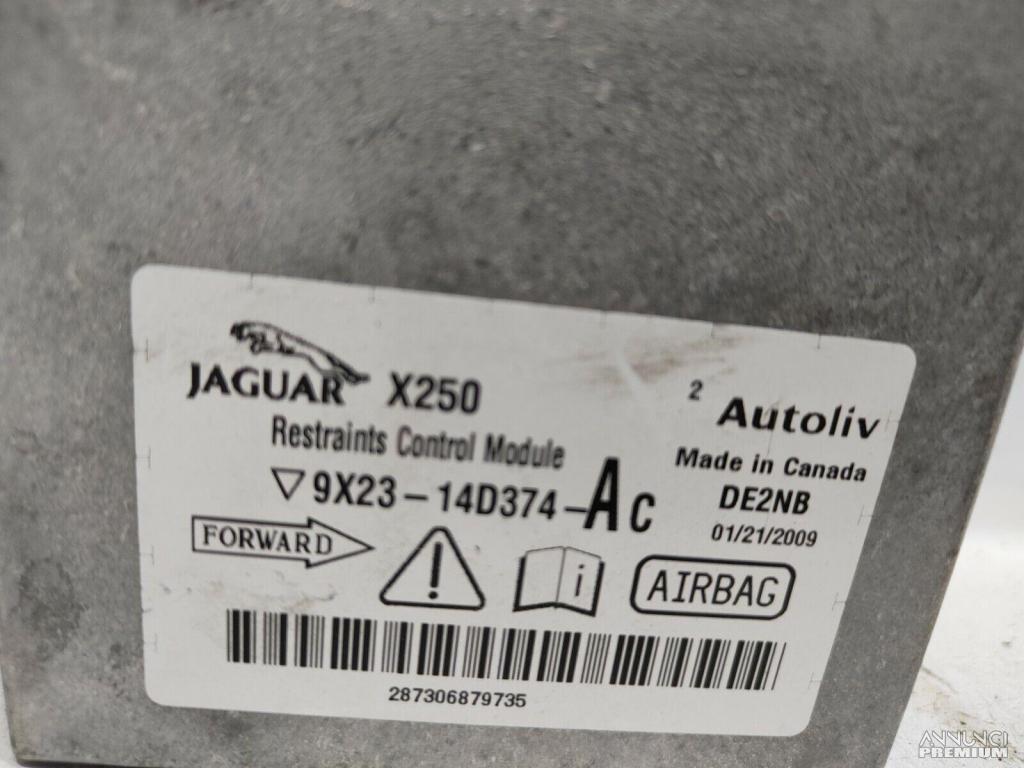 JAGUAR X250
Restraints Control Module
9X23-14D374-AC
FORWARD
i
AIRBAG
287306879735
2
Autoliv
Made in Canada
DE2NB
01/21/2009
ANNUNCI
PREMIUM